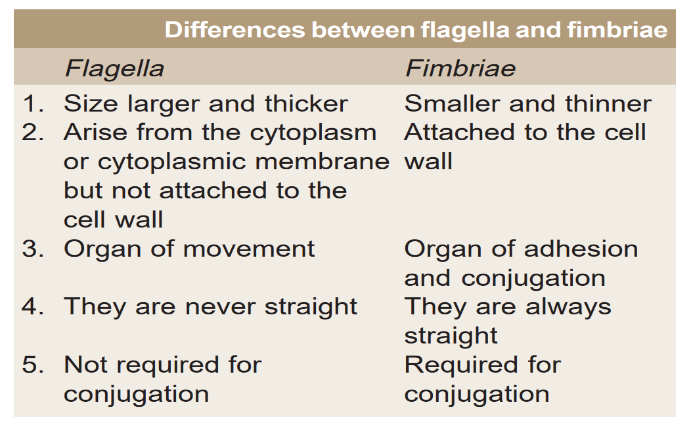 Differences between flagella and fimbriae
Flagella Fimbriae
1. Size larger and thicker Smaller and thinner
2. Arise from the cytoplasm Attached to the cell
or cytoplasmic membrane wall
but not attached to the
cell wall
3. Organ of movement Organ of adhesion
and conjugation
4. They are never straight They are always
straight
5. Not required for Required for
conjugation conjugation